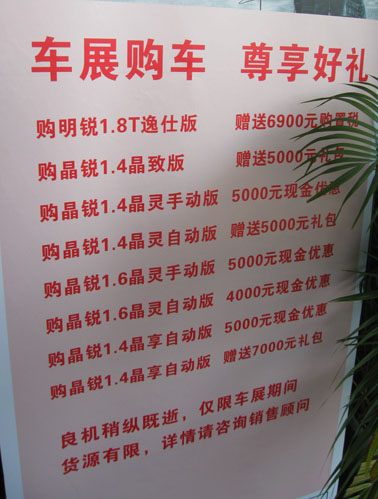 车展购车 尊享好礼
购明锐1.8T逸仕版 赠送6900元购置税
购晶锐1.4晶致版 赠送5000元礼包
购晶锐1.4晶灵手动版 5000元现金优惠
购晶锐1.4晶灵自动版 赠送5000元礼包
购晶锐1.6晶灵手动版 5000元现金优惠
购晶锐1.6晶灵自动版 4000元现金优惠
购晶锐1.4晶享自动版 5000元现金优惠
购晶锐1.4晶享自动版 赠送7000元礼包
良机稍纵既逝，仅限车展期间
货源有限，详情请咨询销售顾问